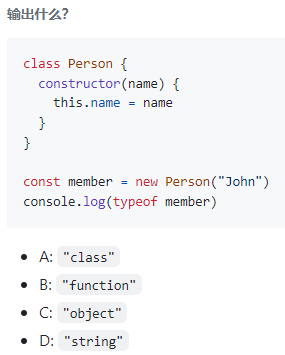 输出什么?
class Person {
  constructor(name) {
    this.name = name
  }
}
const member = new Person("John")
console.log(typeof member)
• A: "class"
• B: "function"
• C: "object"
• D: "string"